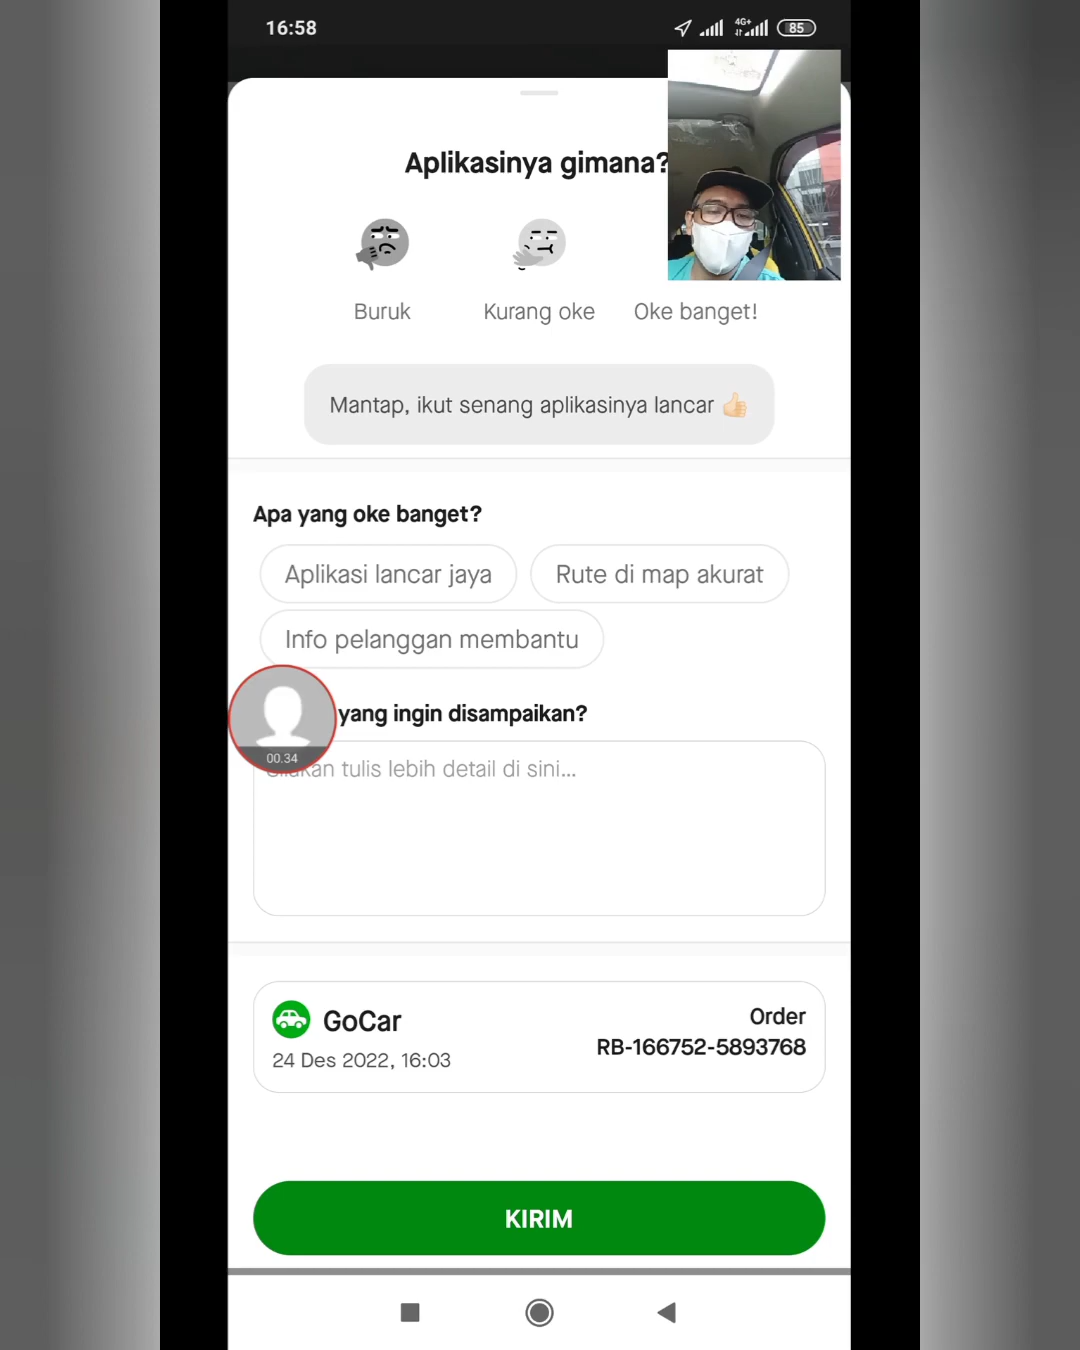 16:58
4G+
85
Aplikasinya gimana?
Buruk
Kurang oke
Oke banget!
Mantap, ikut senang aplikasinya lancar 👍🏻
Apa yang oke banget?
Aplikasi lancar jaya
Rute di map akurat
Info pelanggan membantu
yang ingin disampaikan?
00.34
tulis lebih detail di sini...
GoCar
24 Des 2022, 16:03
Order
RB-166752-5893768
KIRIM